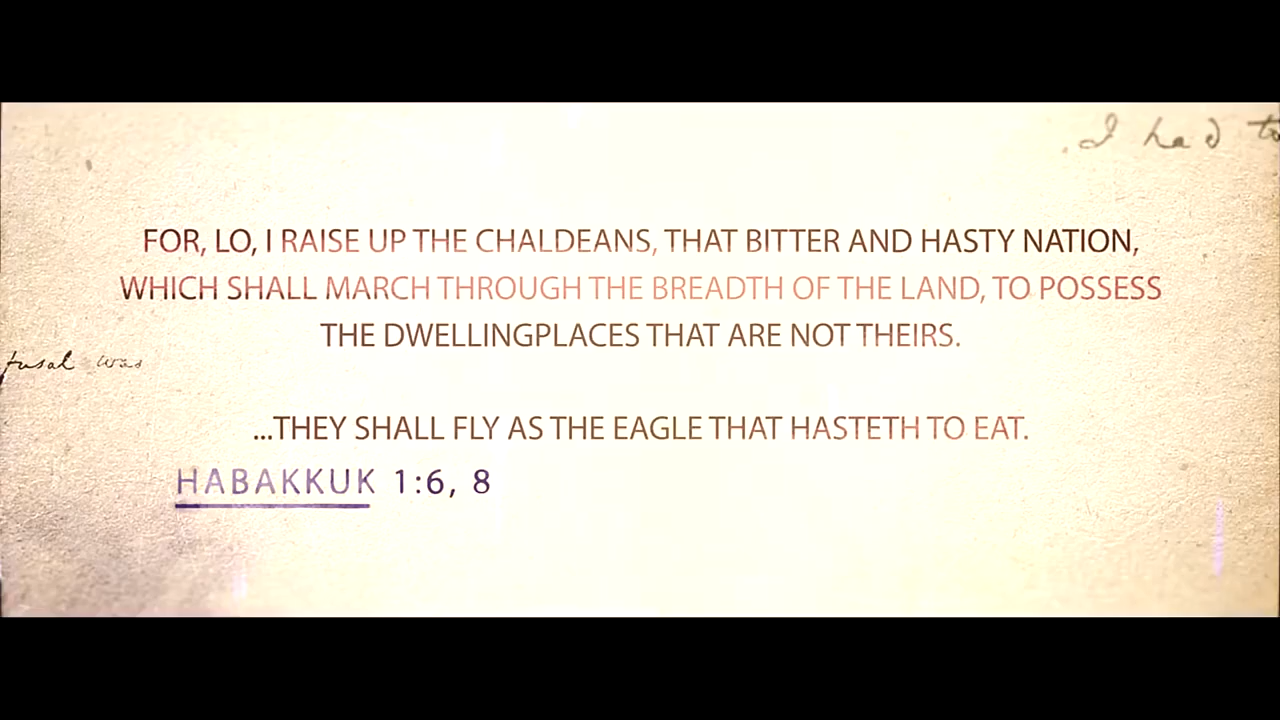 I had to
FOR, LO, I RAISE UP THE CHALDEANS, THAT BITTER AND HASTY NATION,
WHICH SHALL MARCH THROUGH THE BREADTH OF THE LAND, TO POSSESS
THE DWELLINGPLACES THAT ARE NOT THEIRS.
fusal was
...THEY SHALL FLY AS THE EAGLE THAT HASTETH TO EAT.
HABAKKUK 1:6, 8